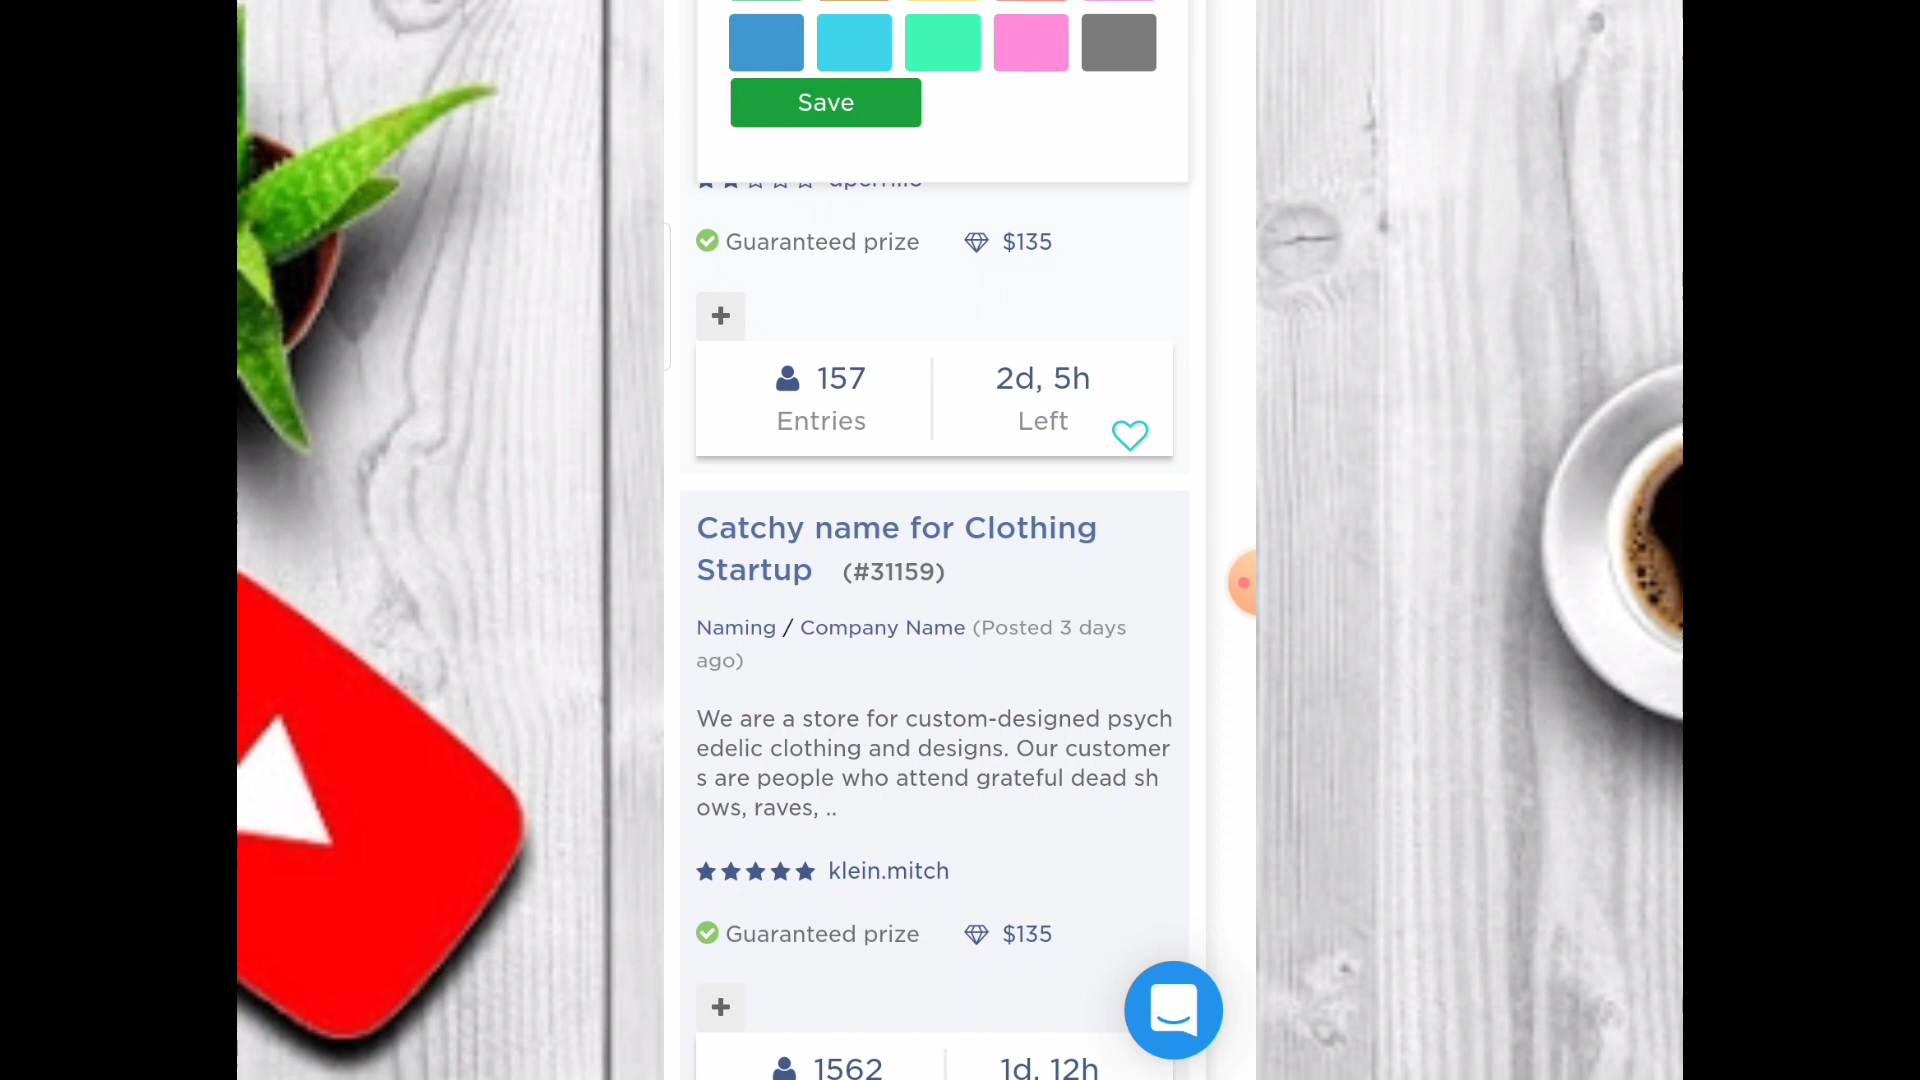 Save
Guaranteed prize $135
+
157 2d, 5h
Entries Left
Catchy name for Clothing
Startup (#31159)
Naming / Company Name (Posted 3 days
ago)
We are a store for custom-designed psych
edelic clothing and designs. Our customer
s are people who attend grateful dead sh
ows, raves, ..
klein.mitch
Guaranteed prize $135
+
1562 1d, 12h